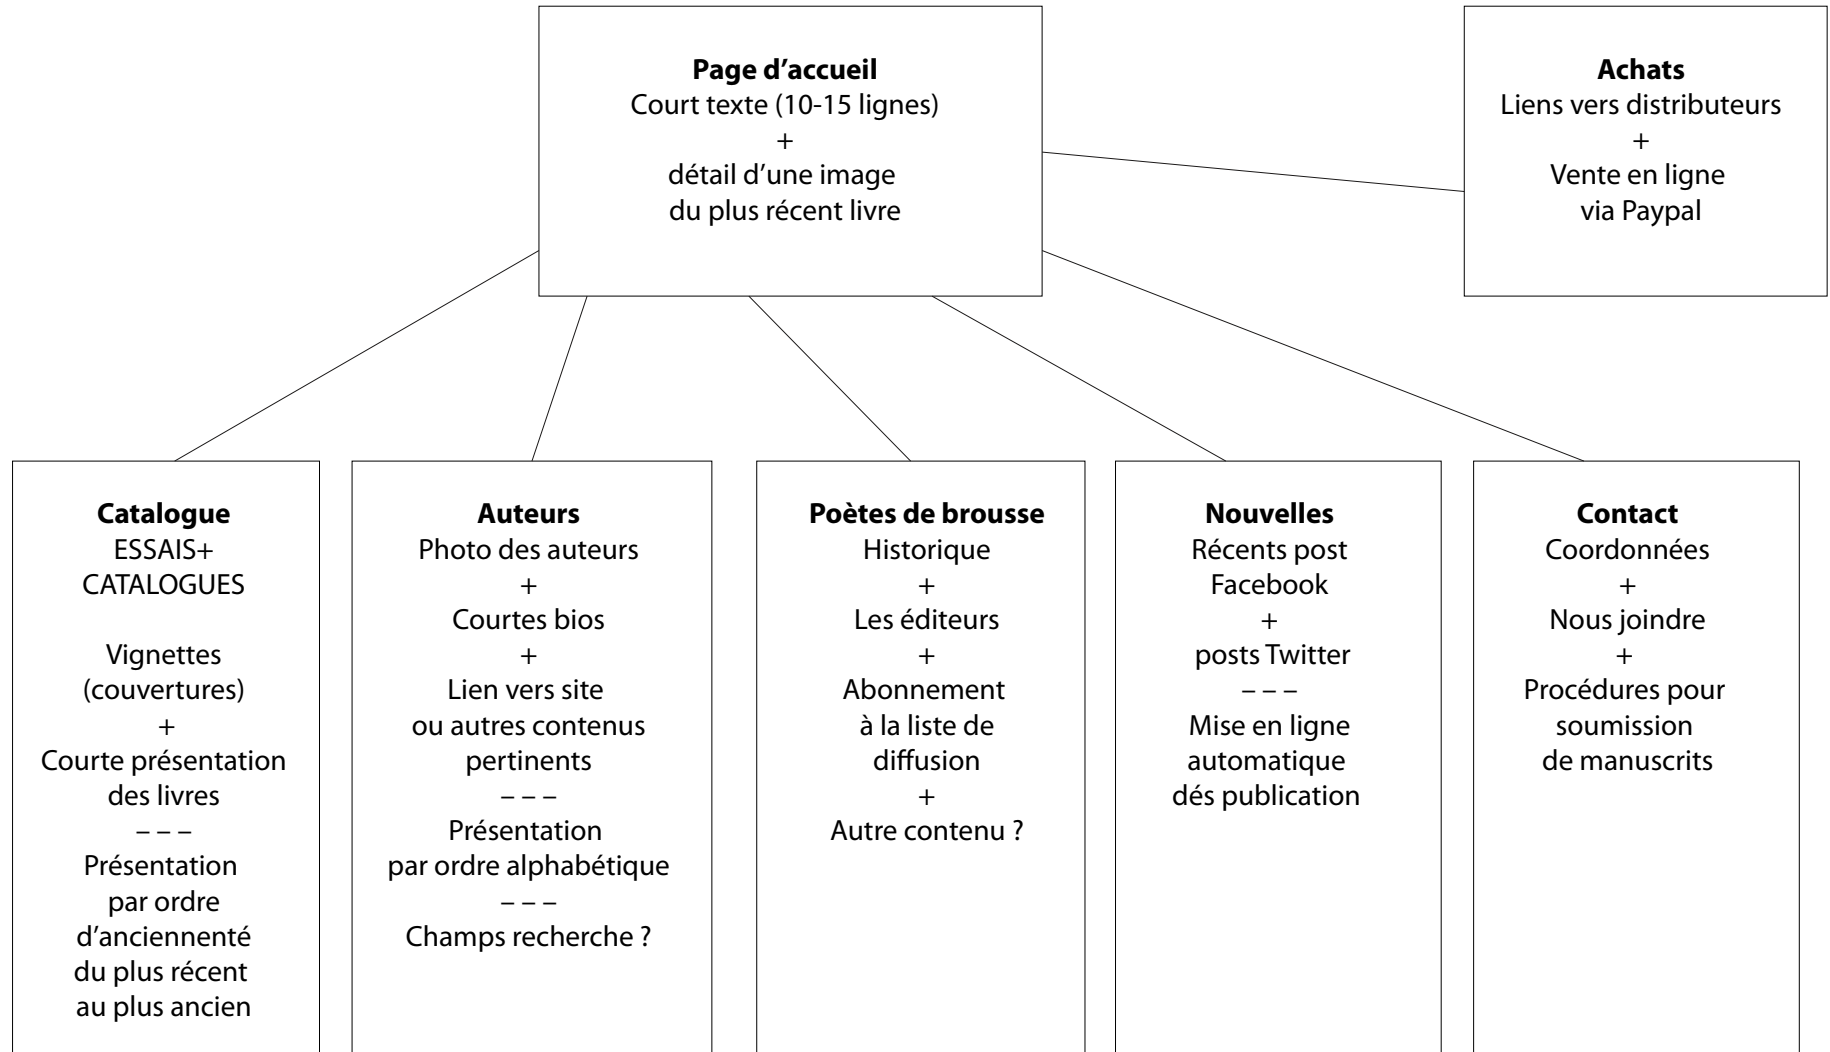 Page d’accueil
Court texte (10-15 lignes)
+
détail d’une image
du plus récent livre
Achats
Liens vers distributeurs
+
Vente en ligne
via Paypal
Catalogue
ESSAIS+
CATALOGUES
Vignettes
(couvertures)
+
Courte présentation
des livres
– – –
Présentation
par ordre
d’anciennenté
du plus récent
au plus ancien
Auteurs
Photo des auteurs
+
Courtes bios
+
Lien vers site
ou autres contenus
pertinents
– – –
Présentation
par ordre alphabétique
– – –
Champs recherche ?
Poètes de brousse
Historique
+
Les éditeurs
+
Abonnement
à la liste de
diffusion
+
Autre contenu ?
Nouvelles
Récents post
Facebook
+
posts Twitter
– – –
Mise en ligne
automatique
dés publication
Contact
Coordonnées
+
Nous joindre
+
Procédures pour
soumission
de manuscrits